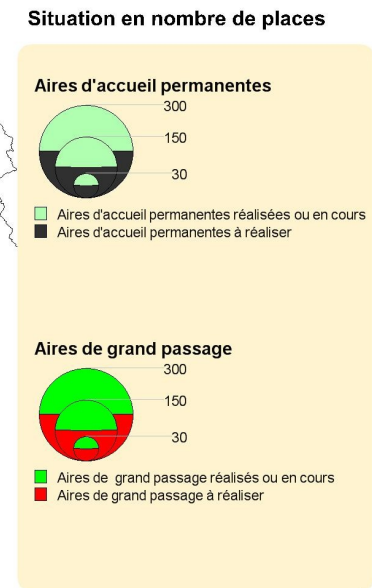 Situation en nombre de places
Aires d'accueil permanentes
300
150
30
Aires d'accueil permanentes réalisées ou en cours
Aires d'accueil permanentes à réaliser
Aires de grand passage
300
150
30
Aires de grand passage réalisés ou en cours
Aires de grand passage à réaliser